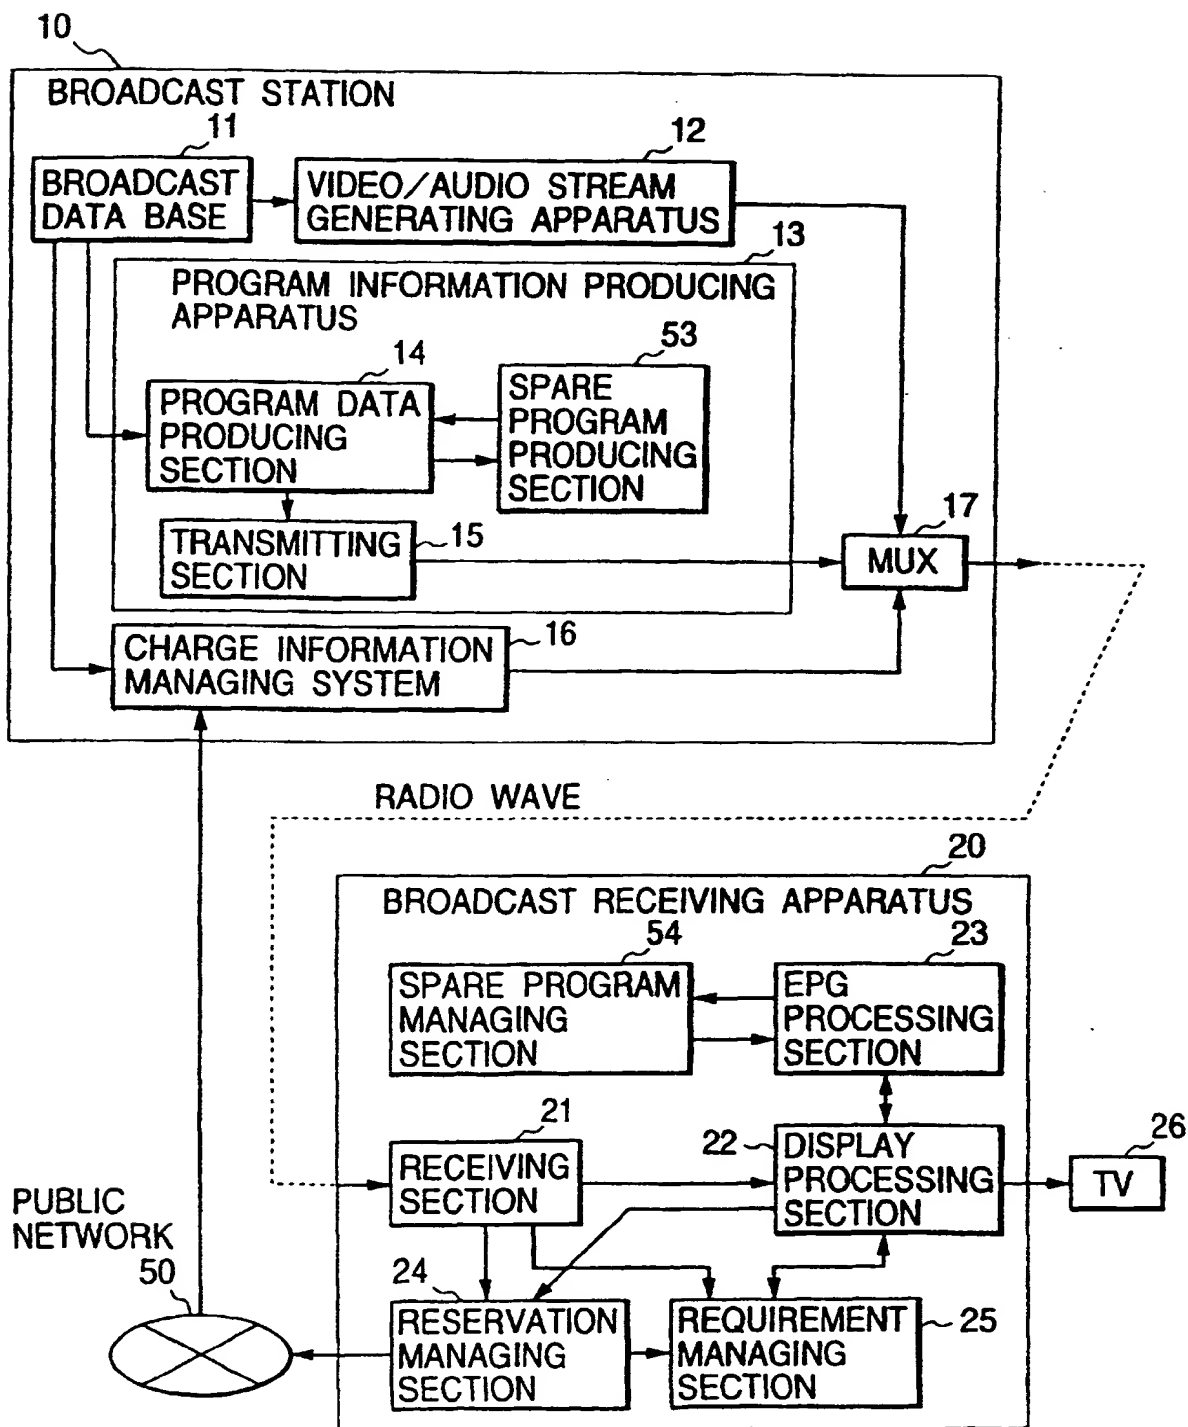 10
BROADCAST STATION
11
12
BROADCAST
DATA BASE
VIDEO/AUDIO STREAM
GENERATING APPARATUS
13
PROGRAM INFORMATION PRODUCING
APPARATUS
14
53
PROGRAM DATA
PRODUCING
SECTION
SPARE
PROGRAM
PRODUCING
SECTION
17
TRANSMITTING
SECTION
15
MUX
16
CHARGE INFORMATION
MANAGING SYSTEM
RADIO WAVE
20
BROADCAST RECEIVING APPARATUS
54
23
SPARE PROGRAM
MANAGING
SECTION
EPG
PROCESSING
SECTION
21
22
26
RECEIVING
SECTION
DISPLAY
PROCESSING
SECTION
TV
PUBLIC
NETWORK
50
24
RESERVATION
MANAGING
SECTION
REQUIREMENT
MANAGING
SECTION
25